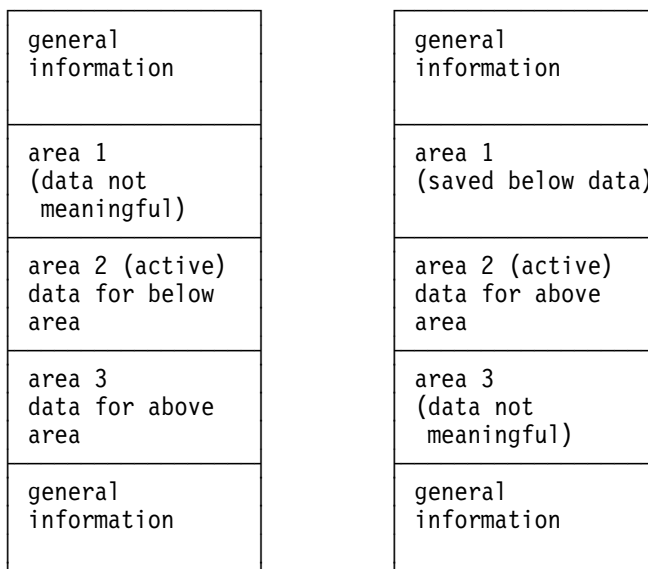 general
information
area 1
(data not
meaningful)
area 2 (active)
data for below
area
area 3
data for above
area
general
information
general
information
area 1
(saved below data)
area 2 (active)
data for above
area
area 3
(data not
meaningful)
general
information